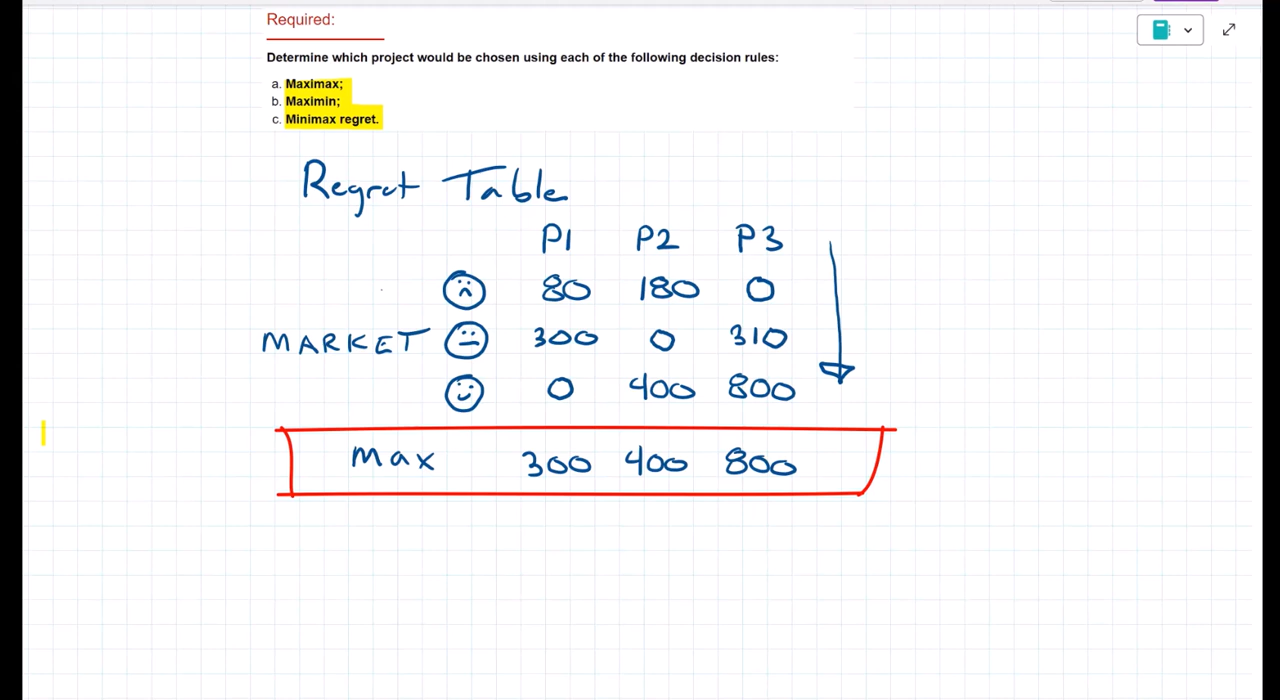 Required:
Determine which project would be chosen using each of the following decision rules:
a. Maximax;
b. Maximin;
c. Minimax regret.
Regret Table
P1 P2 P3
80 180 0
MARKET 300 0 310
0 400 800
Max 300 400 800